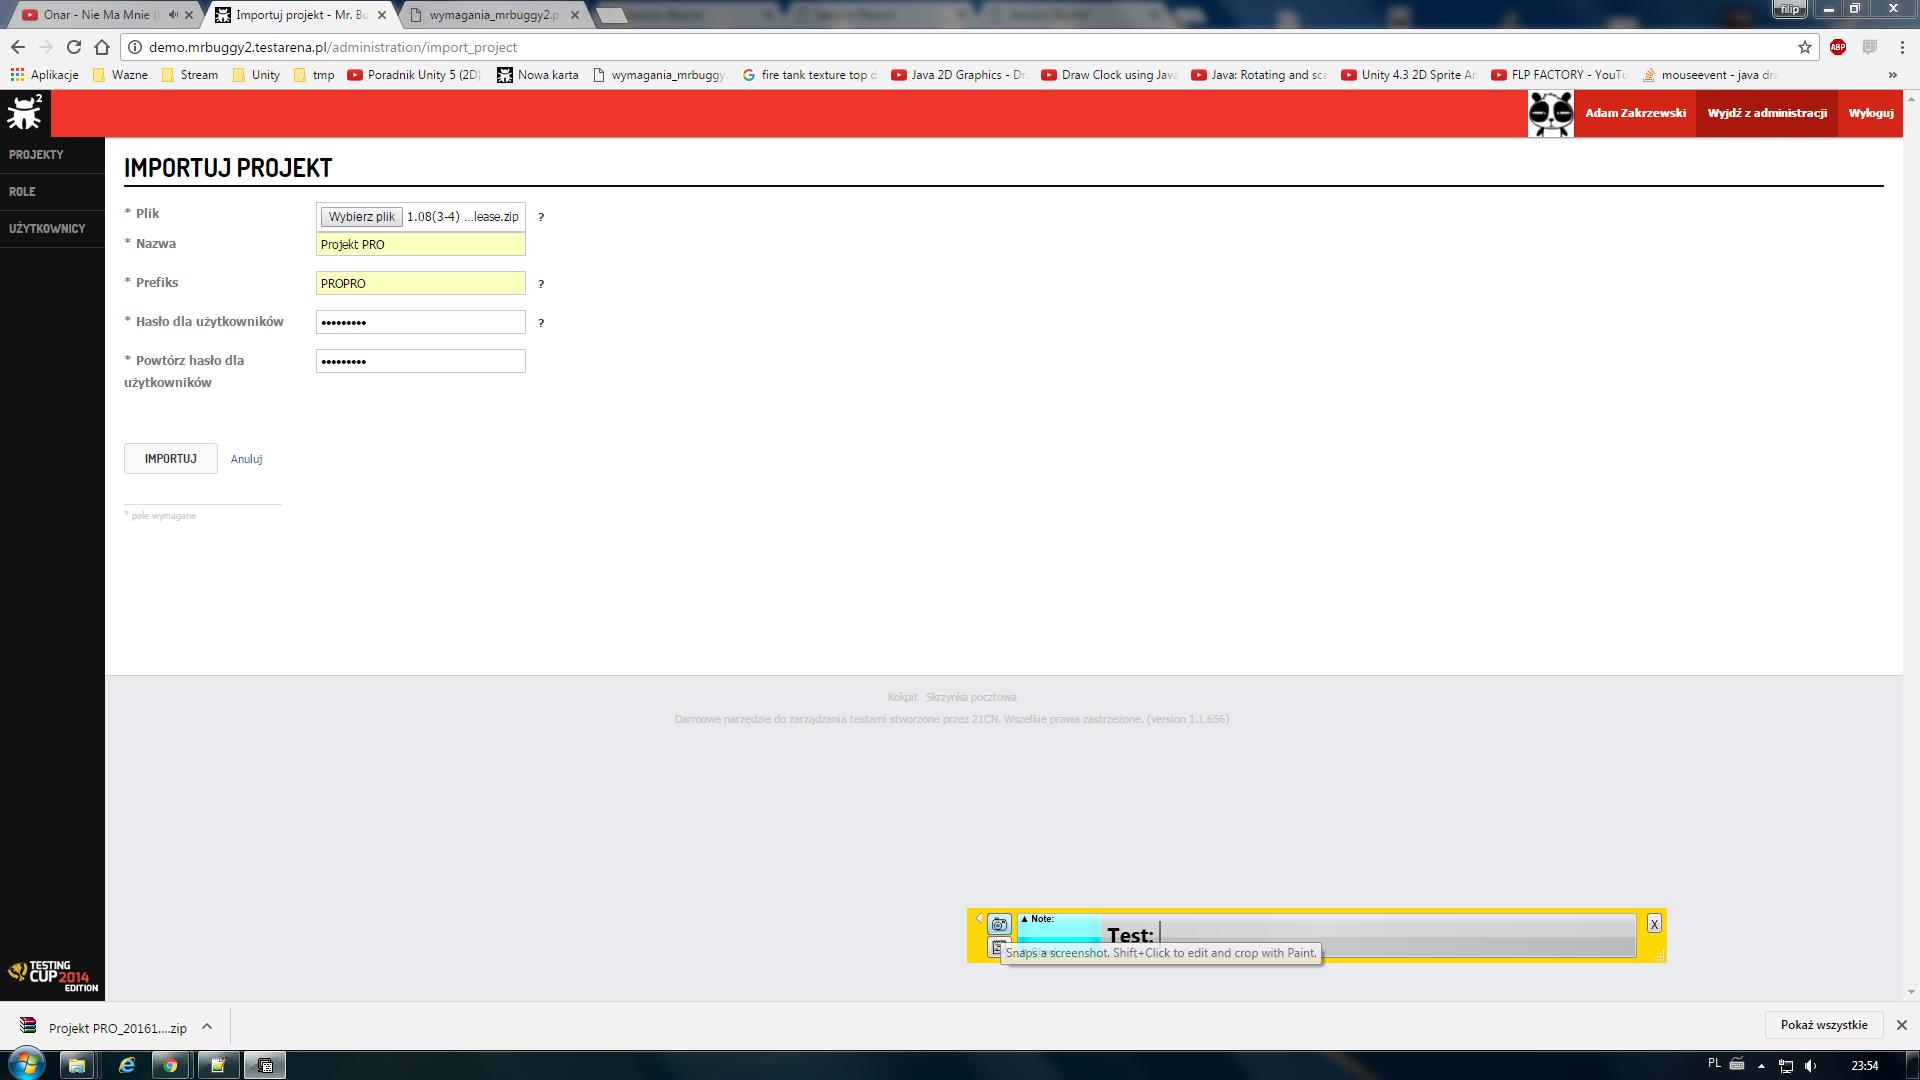 Onar - Nie Ma Mnie (
Importuj projekt - Mr. Bu
wymagania_mrbuggy2.p
filip
demo.mrbuggy2.testarena.pl/administration/import_project
ABP
Aplikacje
Wazne
Stream
Unity
tmp
Poradnik Unity 5 (2D)
Nowa karta
wymagania_mrbuggy
fire tank texture top d
Java 2D Graphics - Dr
Draw Clock using Java
Java: Rotating and sca
Unity 4.3 2D Sprite An
FLP FACTORY - YouTu
mouseevent - java dra
»
2
Adam Zakrzewski
Wyjdź z administracji
Wyloguj
PROJEKTY
ROLE
UŻYTKOWNICY
IMPORTUJ PROJEKT
* Plik
Wybierz plik 1.08(3-4) ...lease.zip ?
* Nazwa
Projekt PRO
* Prefiks
PROPRO ?
* Hasło dla użytkowników
••••••••• ?
* Powtórz hasło dla
użytkowników
•••••••••
IMPORTUJ Anuluj
* pole wymagane
Kokpit Skrzynka pocztowa
Darmowe narzędzie do zarządzania testami stworzone przez 21CN. Wszelkie prawa zastrzeżone. (version 1.1.656)
▲ Note:
Test:
X
Snaps a screenshot. Shift+Click to edit and crop with Paint.
TESTING
CUP 2014
EDITION
Projekt PRO_20161....zip
Pokaż wszystkie
PL
23:54